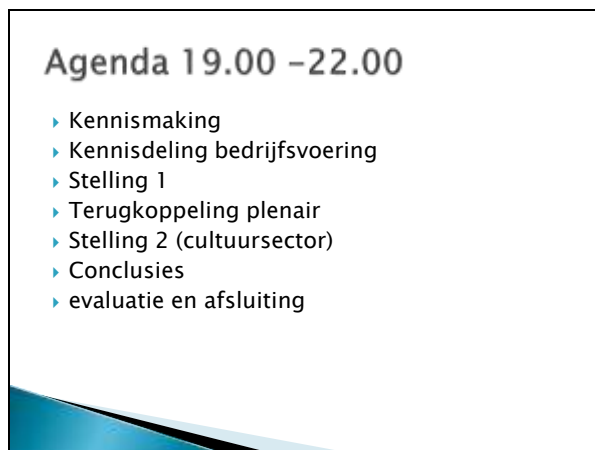 Agenda 19.00 -22.00
Kennismaking
Kennisdeling bedrijfsvoering
Stelling 1
Terugkoppeling plenair
Stelling 2 (cultuursector)
Conclusies
evaluatie en afsluiting